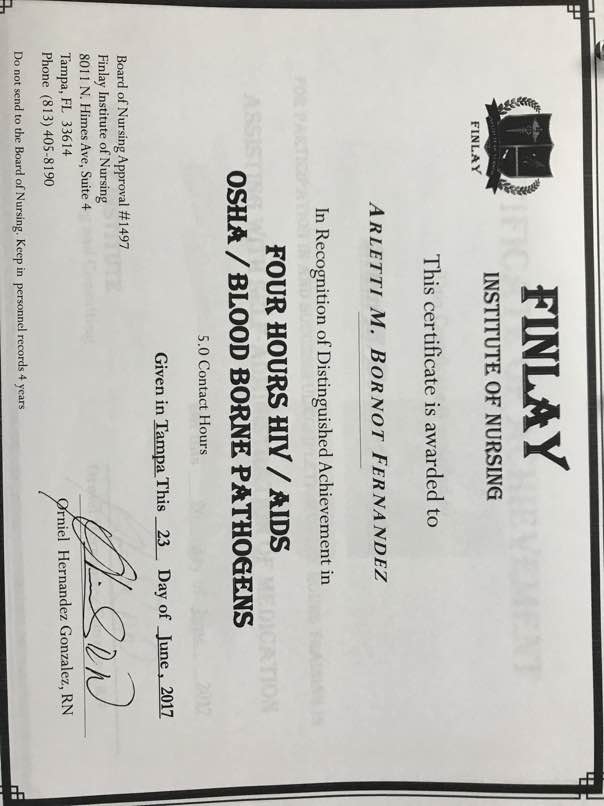 FINLAY
FINLAY
INSTITUTE OF NURSING
This certificate is awarded to
ARLETTI M. BORNOT FERNANDEZ
In Recognition of Distinguished Achievement in
FOUR HOURS HIV / AIDS
OSHA / BLOOD BORNE PATHOGENS
5.0 Contact Hours
Given in Tampa This 23 Day of June, 2017
Orniel Hernandez Gonzalez, RN
Board of Nursing Approval #1497
Finlay Institute of Nursing
8011 N. Himes Ave, Suite 4
Tampa, FL 33614
Phone (813) 405-8190
Do not send to the Board of Nursing. Keep in personnel records 4 years